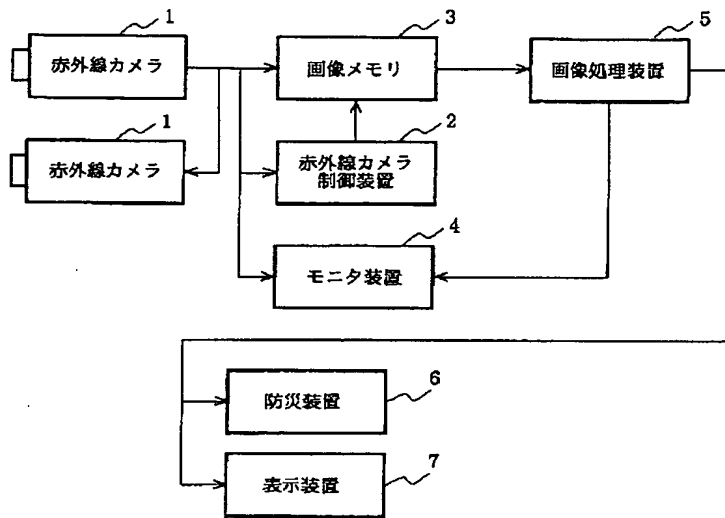 1
赤外線カメラ
3
画像メモリ
5
画像処理装置
1
赤外線カメラ
2
赤外線カメラ
制御装置
4
モニタ装置
6
防災装置
7
表示装置